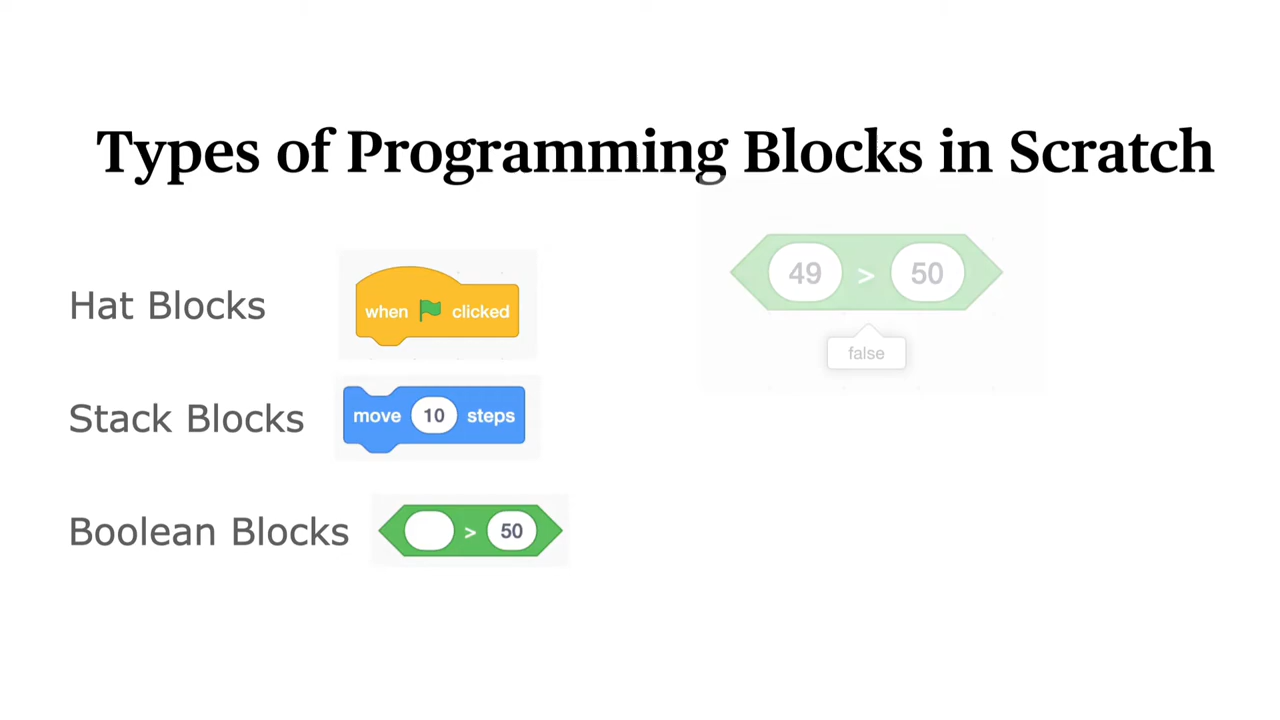 Types of Programming Blocks in Scratch
Hat Blocks
when clicked
Stack Blocks
move 10 steps
Boolean Blocks
> 50
49 > 50
false